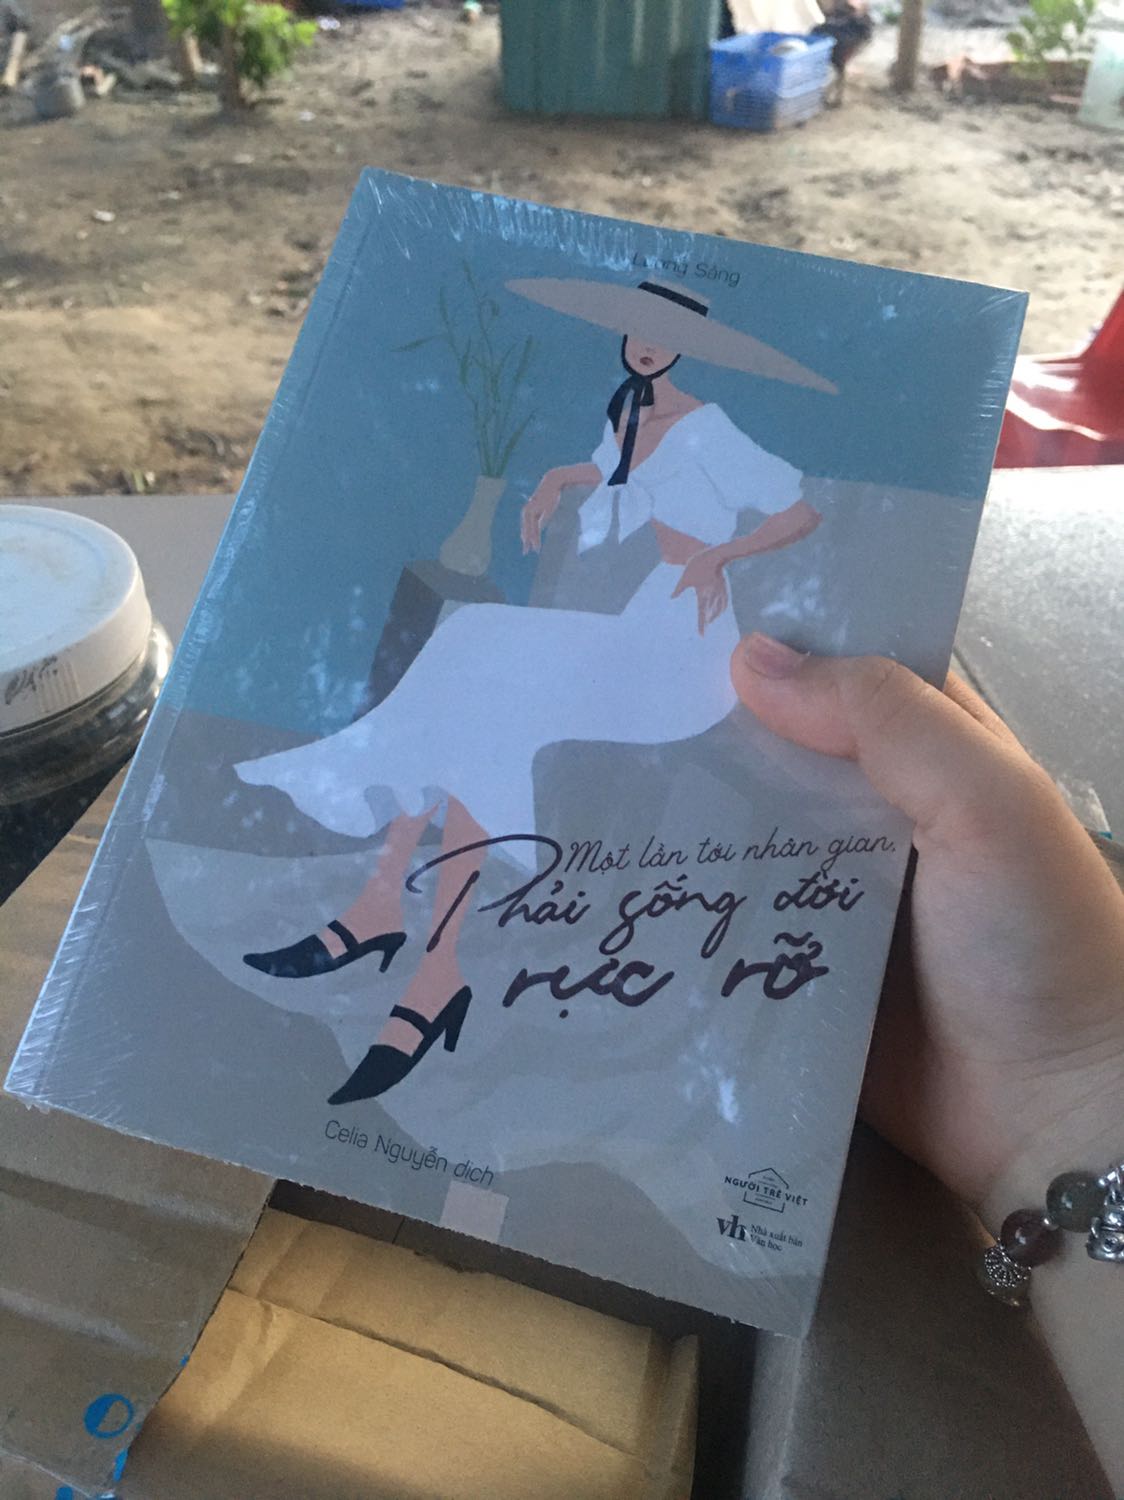 Lương Sảng
Một lần tới nhân gian,
Phải sống đời
rực rỡ
Celia Nguyễn dịch
NGƯỜI TRẺ VIỆT
vh Nhà xuất bản
Văn học